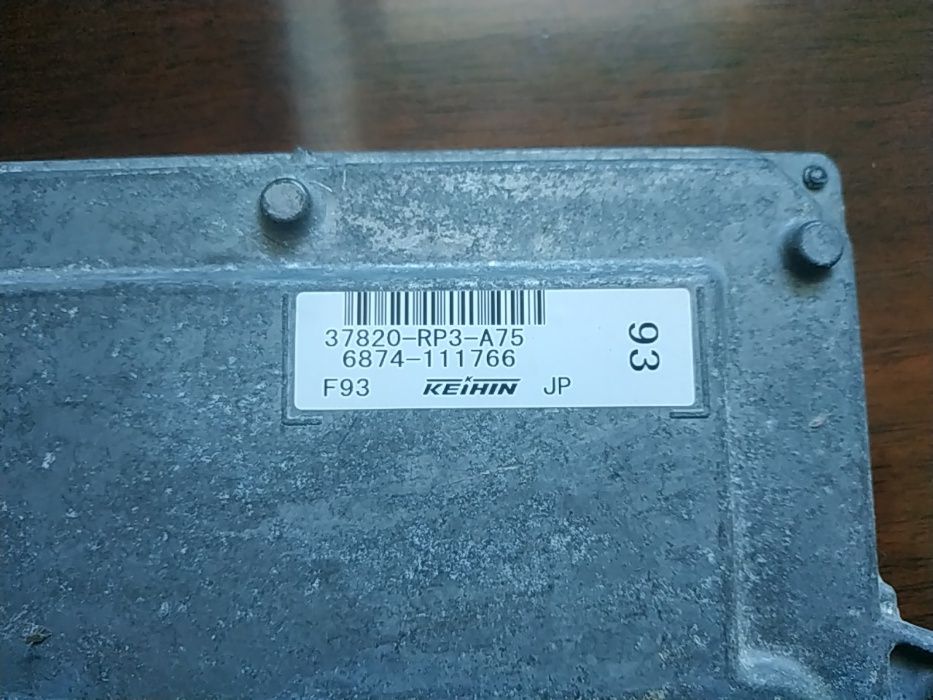 37820-RP3-A75
6874-111766
F93 KEIHIN JP
93